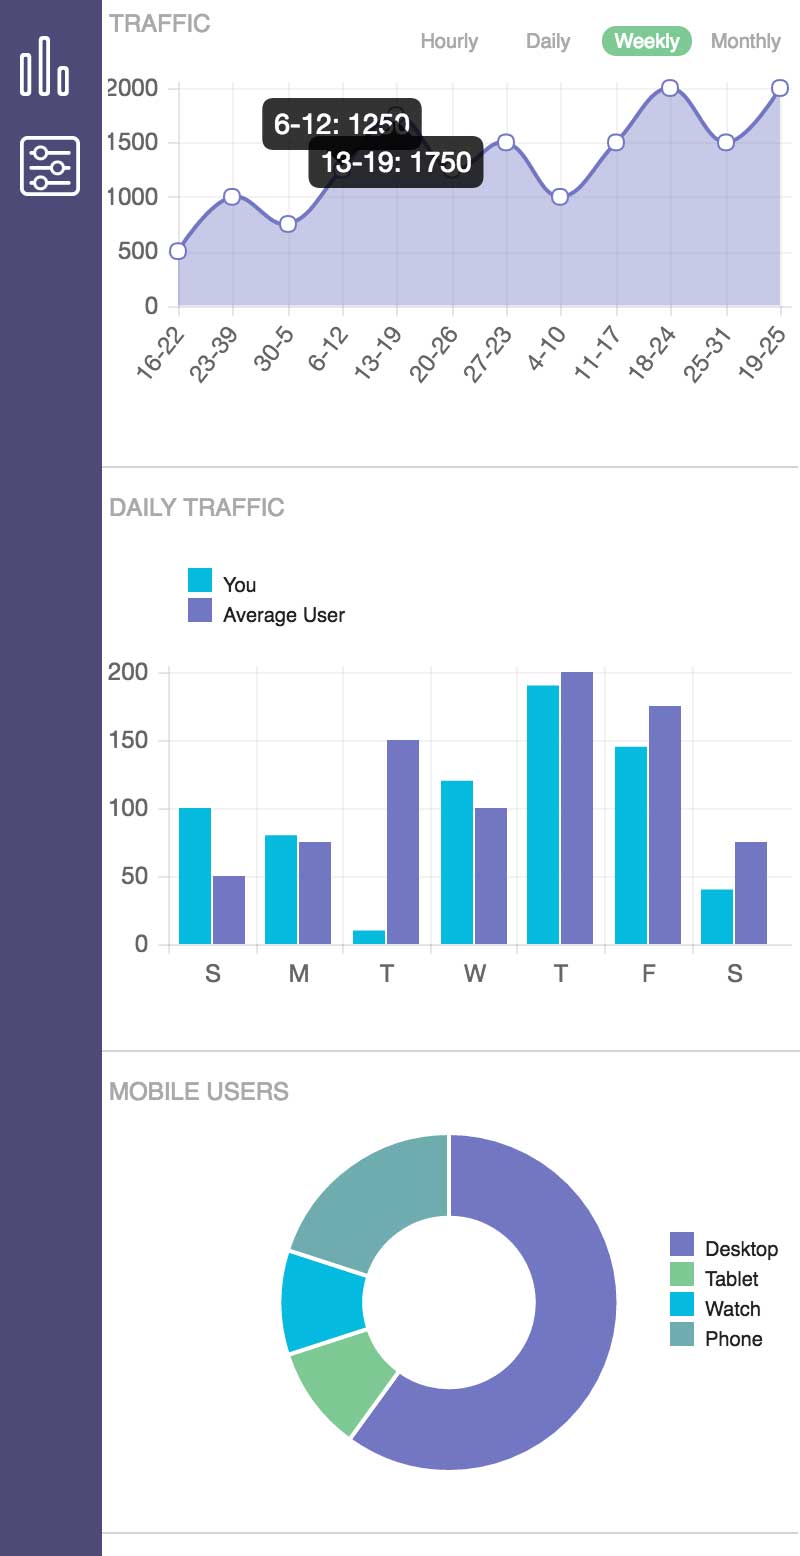 TRAFFIC
Hourly Daily Weekly Monthly
2000
6-12: 1250
1500
13-19: 1750
1000
500
0
16-22 23-39 30-5 6-12 13-19 20-26 27-23 4-10 11-17 18-24 25-31 19-25
DAILY TRAFFIC
You
Average User
200
150
100
50
0
S M T W T F S
MOBILE USERS
Desktop
Tablet
Watch
Phone